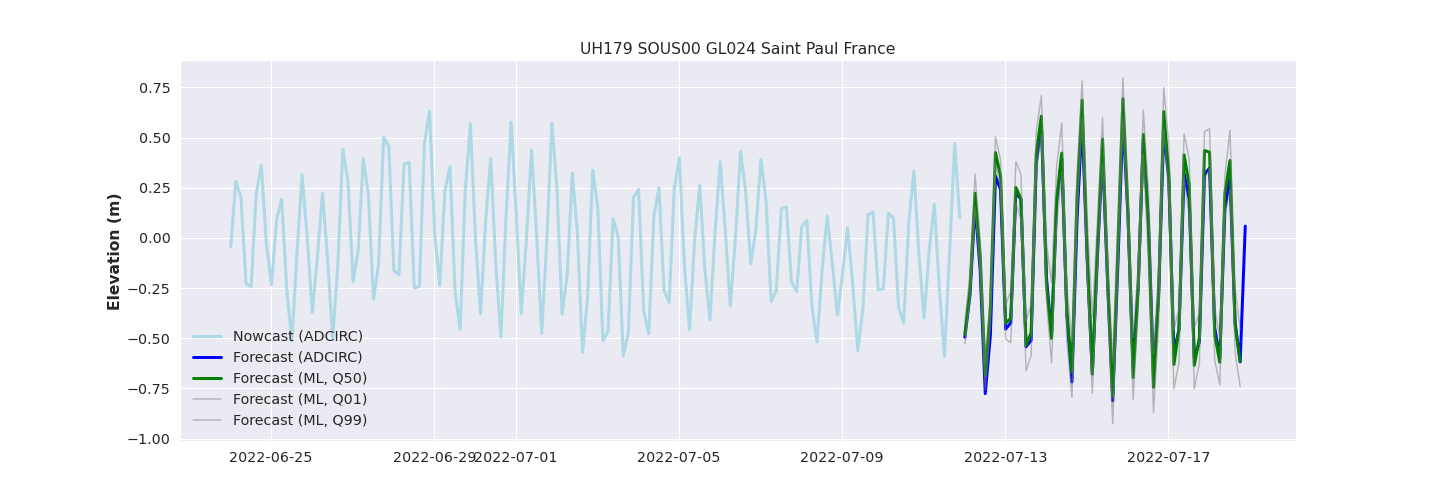 UH179 SOUS00 GL024 Saint Paul France
Elevation (m)
0.75
0.50
0.25
0.00
−0.25
−0.50
−0.75
−1.00
Nowcast (ADCIRC)
Forecast (ADCIRC)
Forecast (ML, Q50)
Forecast (ML, Q01)
Forecast (ML, Q99)
2022-06-25 2022-06-29 2022-07-01 2022-07-05 2022-07-09 2022-07-13 2022-07-17